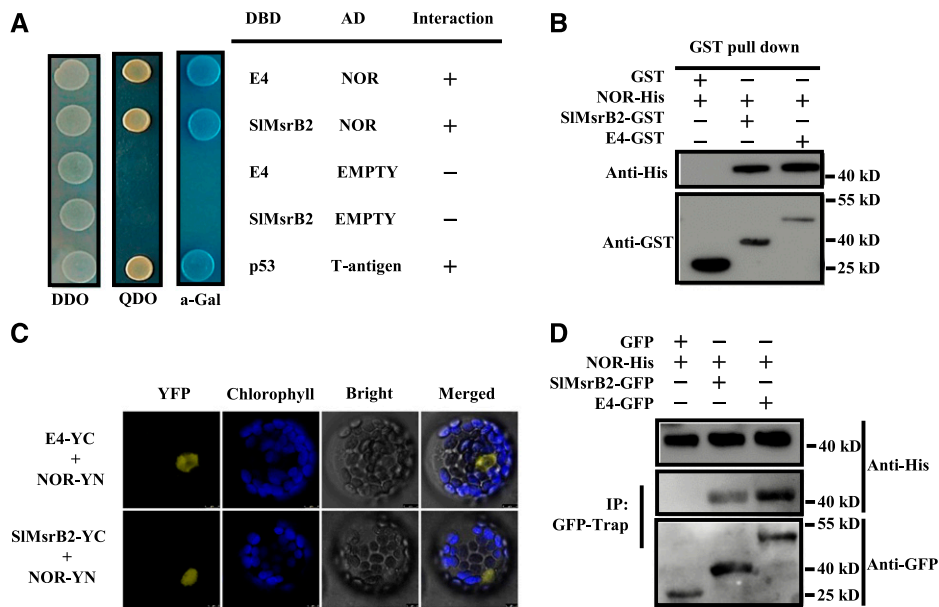 A
DBD AD Interaction
E4 NOR +
SlMsrB2 NOR +
E4 EMPTY −
SlMsrB2 EMPTY −
p53 T-antigen +
DDO QDO a-Gal
B
GST pull down
GST + − −
NOR-His + + +
SlMsrB2-GST − + −
E4-GST − − +
Anti-His
40 kD
55 kD
Anti-GST
40 kD
25 kD
C
YFP Chlorophyll Bright Merged
E4-YC
+
NOR-YN
SlMsrB2-YC
+
NOR-YN
D
GFP + − −
NOR-His + + +
SlMsrB2-GFP − + −
E4-GFP − − +
40 kD
Anti-His
IP:
GFP-Trap
40 kD
55 kD
40 kD
Anti-GFP
25 kD